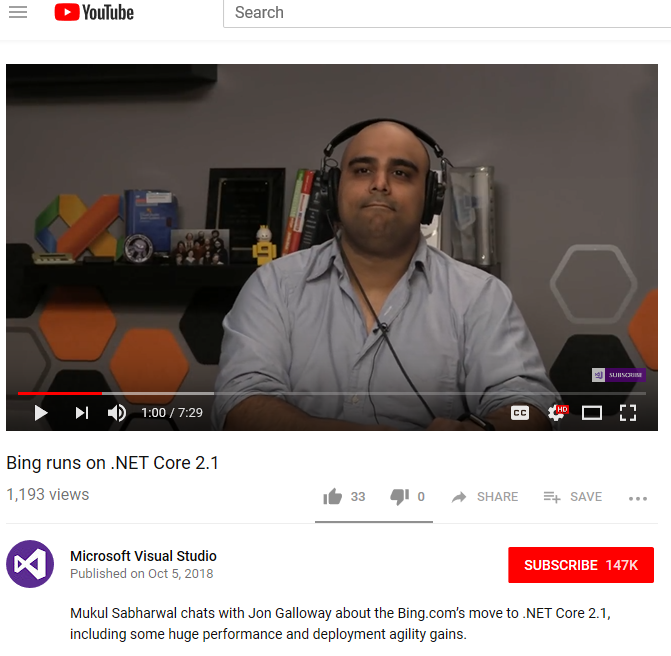 YouTube
Search
SUBSCRIBE
1:00 / 7:29
CC
HD
Bing runs on .NET Core 2.1
1,193 views
33
0
SHARE
SAVE
Microsoft Visual Studio
Published on Oct 5, 2018
SUBSCRIBE 147K
Mukul Sabharwal chats with Jon Galloway about the Bing.com’s move to .NET Core 2.1,
including some huge performance and deployment agility gains.